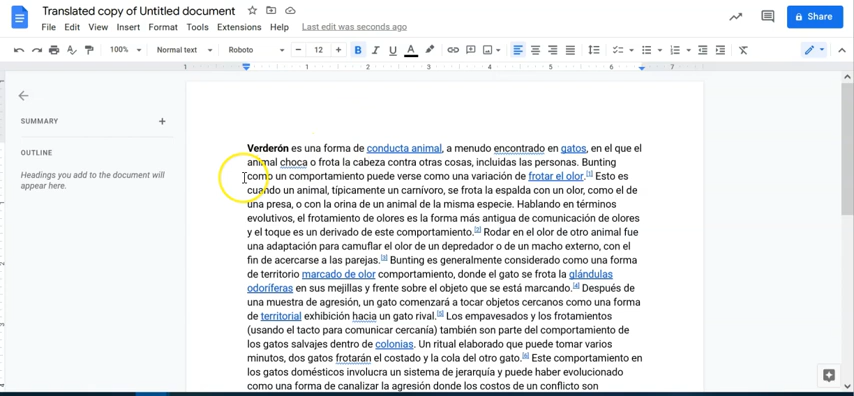 Translated copy of Untitled document
File Edit View Insert Format Tools Extensions Help Last edit was seconds ago
Share
100% Normal text Roboto − 12 + B I U A
1 1 2 3 4 5 6 7
SUMMARY +
OUTLINE
Headings you add to the document will
appear here.
Verderón es una forma de conducta animal, a menudo encontrado en gatos, en el que el
animal choca o frota la cabeza contra otras cosas, incluidas las personas. Bunting
como un comportamiento puede verse como una variación de frotar el olor.[1] Esto es
cuando un animal, típicamente un carnívoro, se frota la espalda con un olor, como el de
una presa, o con la orina de un animal de la misma especie. Hablando en términos
evolutivos, el frotamiento de olores es la forma más antigua de comunicación de olores
y el toque es un derivado de este comportamiento.[2] Rodar en el olor de otro animal fue
una adaptación para camuflar el olor de un depredador o de un macho externo, con el
fin de acercarse a las parejas.[3] Bunting es generalmente considerado como una forma
de territorio marcado de olor comportamiento, donde el gato se frota la glándulas
odoríferas en sus mejillas y frente sobre el objeto que se está marcando.[4] Después de
una muestra de agresión, un gato comenzará a tocar objetos cercanos como una forma
de territorial exhibición hacia un gato rival.[5] Los empavesados y los frotamientos
(usando el tacto para comunicar cercanía) también son parte del comportamiento de
los gatos salvajes dentro de colonias. Un ritual elaborado que puede tomar varios
minutos, dos gatos frotarán el costado y la cola del otro gato.[6] Este comportamiento en
los gatos domésticos involucra un sistema de jerarquía y puede haber evolucionado
como una forma de canalizar la agresión donde los costos de un conflicto son